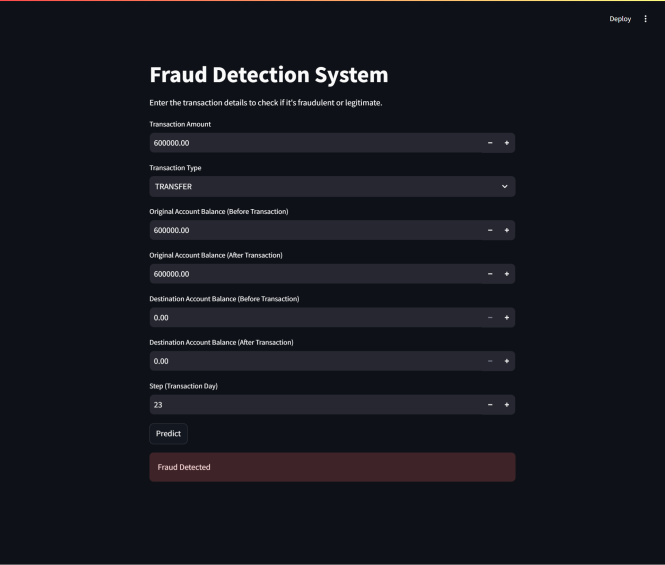 Deploy
Fraud Detection System
Enter the transaction details to check if it's fraudulent or legitimate.
Transaction Amount
600000.00
Transaction Type
TRANSFER
Original Account Balance (Before Transaction)
600000.00
Original Account Balance (After Transaction)
600000.00
Destination Account Balance (Before Transaction)
0.00
Destination Account Balance (After Transaction)
0.00
Step (Transaction Day)
23
Predict
Fraud Detected